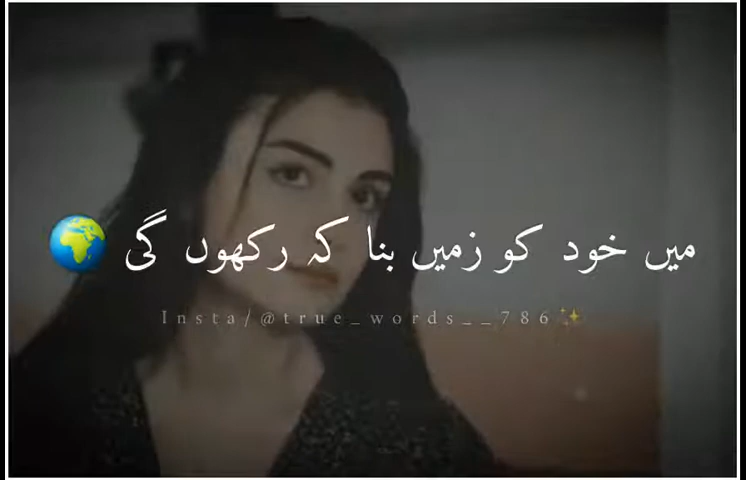 میں خود کو زمیں بنا کہ رکھوں گی 🌍
Insta/@true_words__786✨